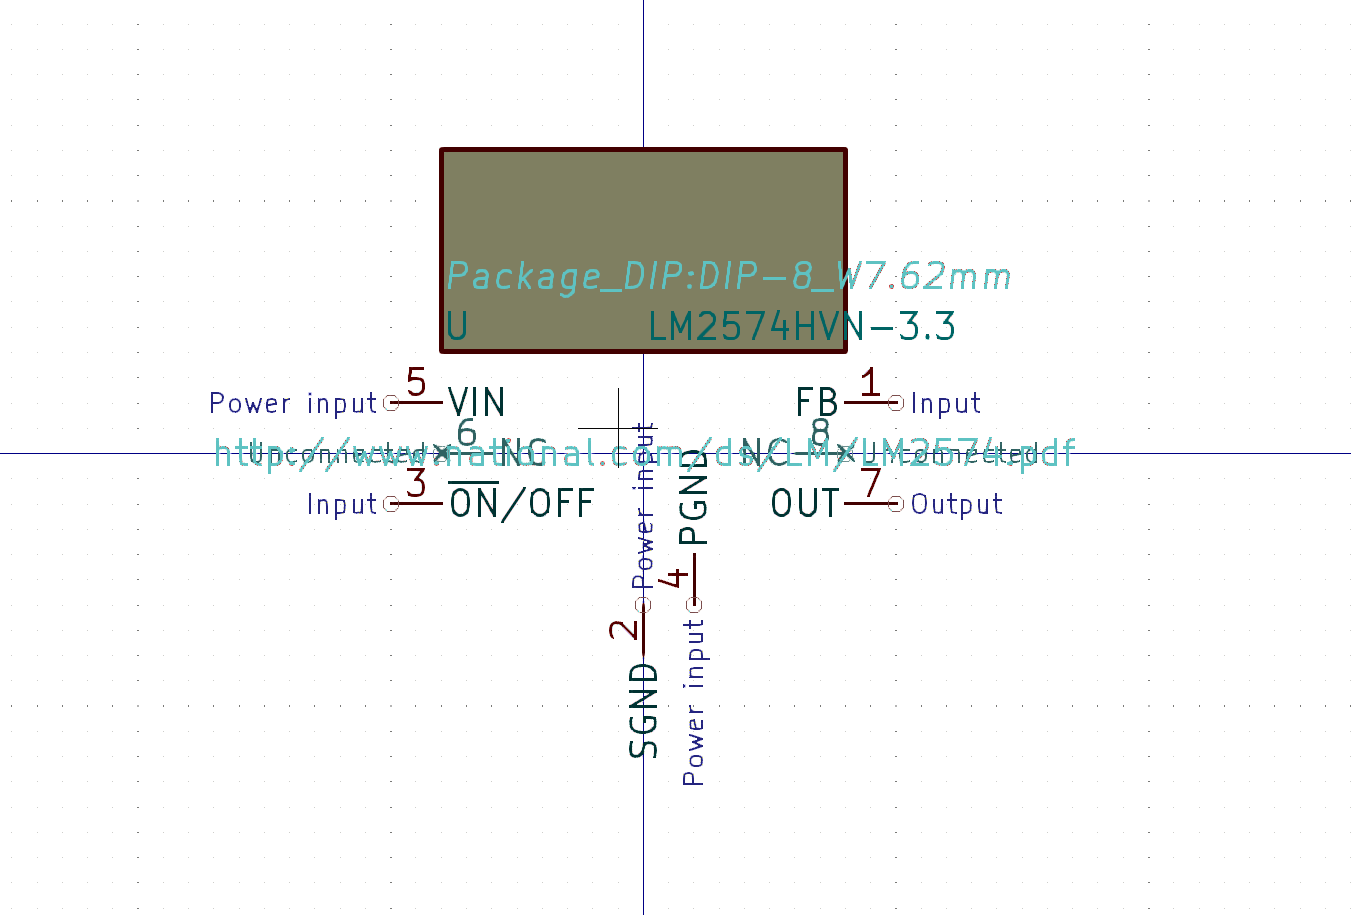 Package_DIP:DIP-8_W7.62mm
U LM2574HVN-3.3
Power input 5 VIN FB 1 Input
Unconnected 6 NC NC 8 Unconnected
http://www.national.com/ds/LM/LM2574.pdf
Input 3 ON/OFF OUT 7 Output
Power input
PGND
4
Power input
2
SGND